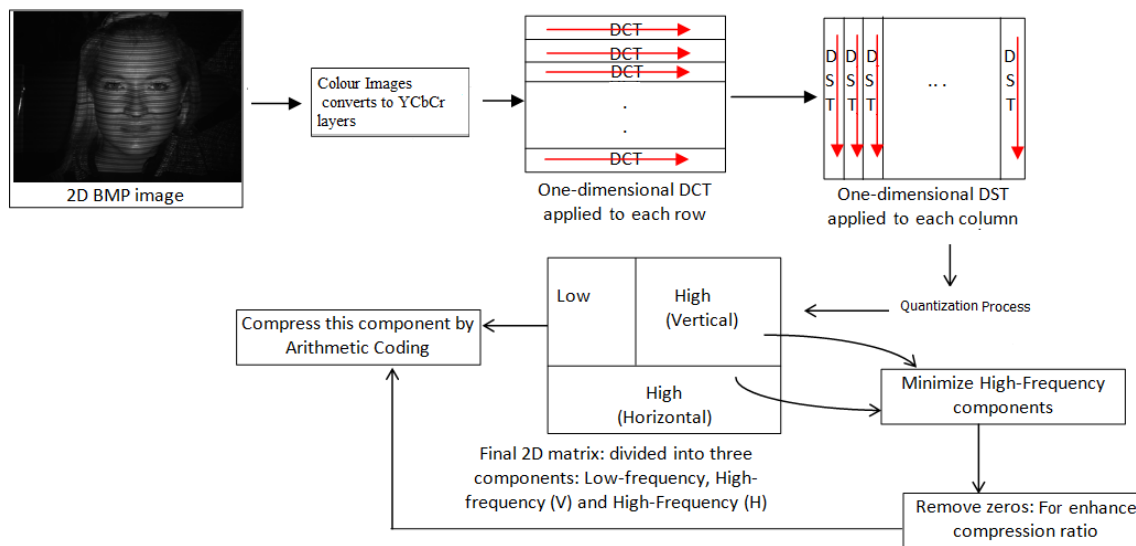 2D BMP image
Colour Images
converts to YCbCr
layers
DCT
DCT
DCT
.
.
DCT
One-dimensional DCT
applied to each row
D D D ... D
S S S S
T T T T
One-dimensional DST
applied to each column
Quantization Process
Low
High
(Vertical)
High
(Horizontal)
Final 2D matrix: divided into three
components: Low-frequency, High-
frequency (V) and High-Frequency (H)
Compress this component by
Arithmetic Coding
Minimize High-Frequency
components
Remove zeros: For enhance
compression ratio